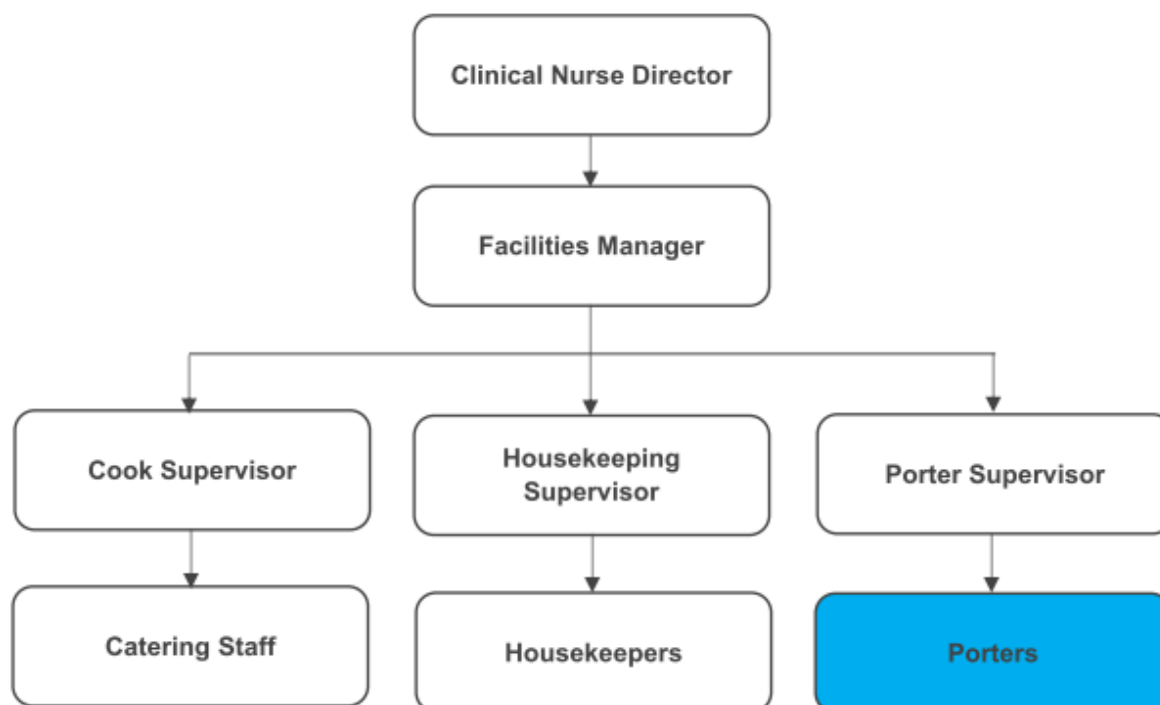 Clinical Nurse Director
Facilities Manager
Cook Supervisor
Housekeeping
Supervisor
Porter Supervisor
Catering Staff
Housekeepers
Porters